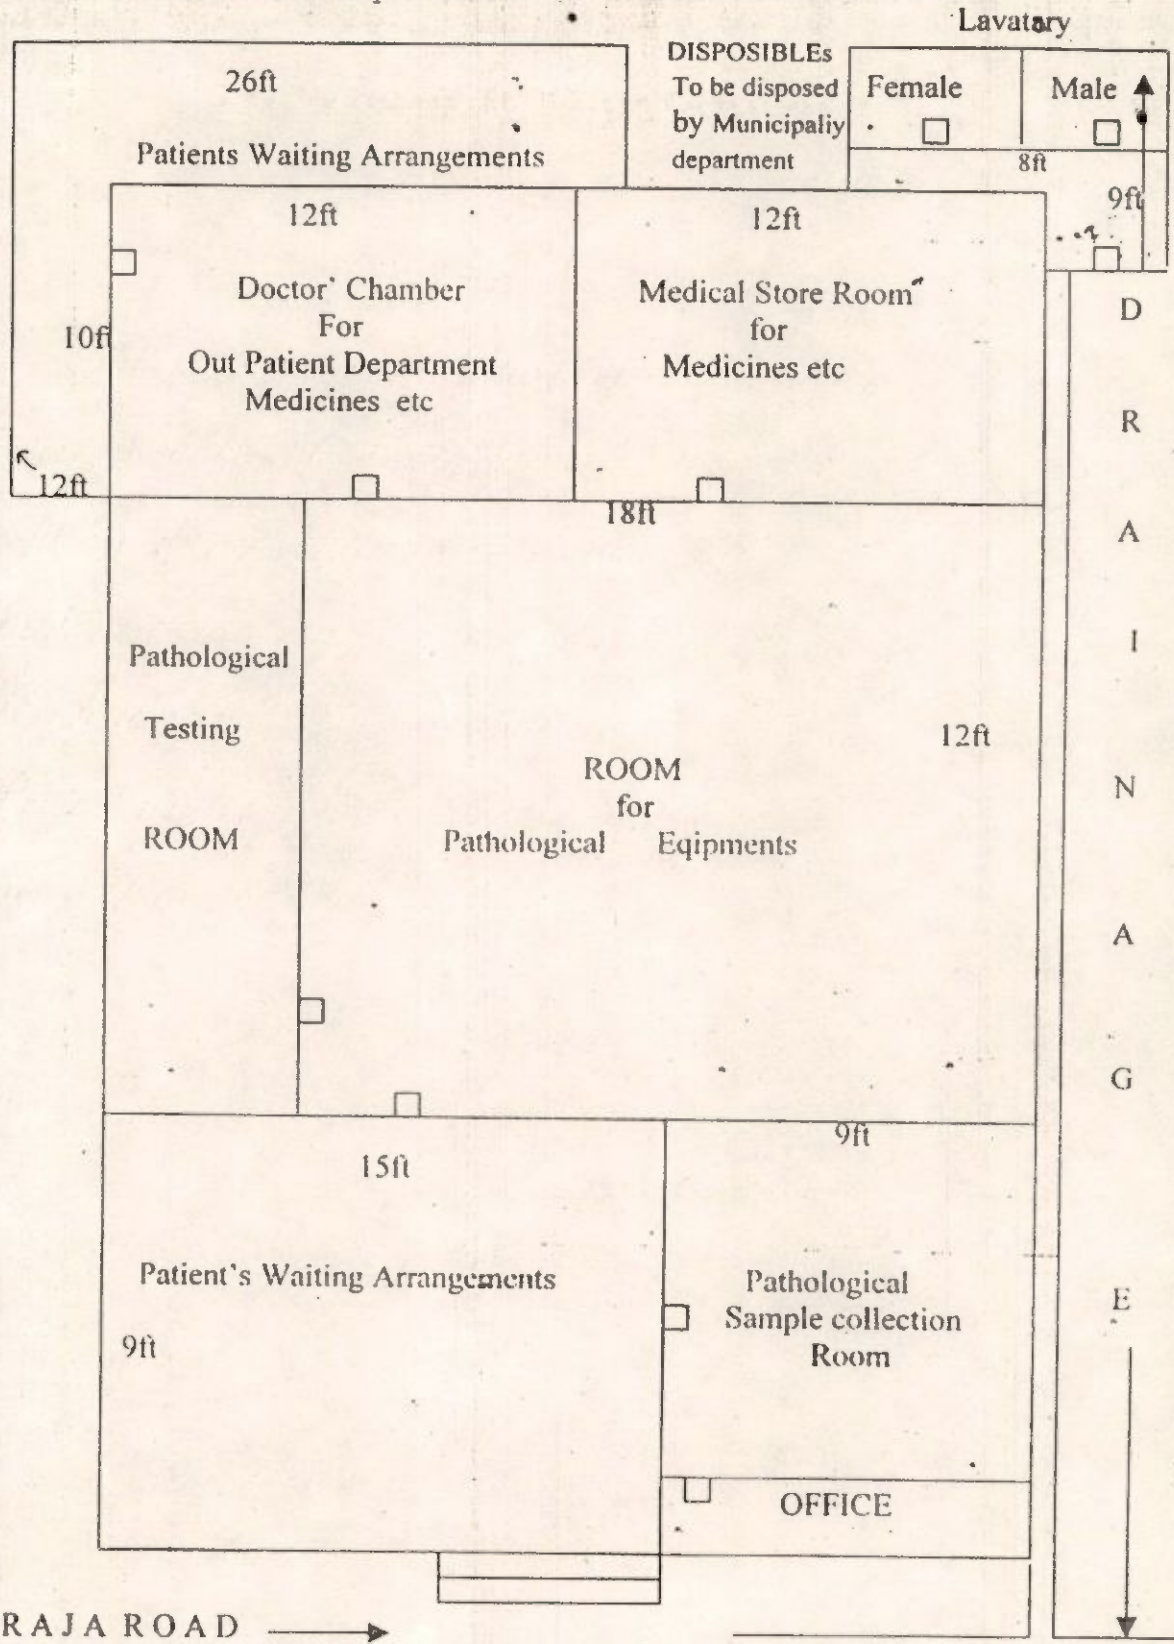 Lavatary
26ft
Patients Waiting Arrangements
DISPOSIBLEs
To be disposed
by Municipaliy
department
Female
Male
8ft
9ft
12ft
Doctor' Chamber
For
Out Patient Department
Medicines etc
12ft
Medical Store Room
for
Medicines etc
10ft
12ft
18ft
Pathological
Testing
ROOM
ROOM
for
Pathological Eqipments
12ft
D
R
A
I
N
A
G
E
15ft
Patient's Waiting Arrangements
9ft
9ft
Pathological
Sample collection
Room
OFFICE
RAJA ROAD